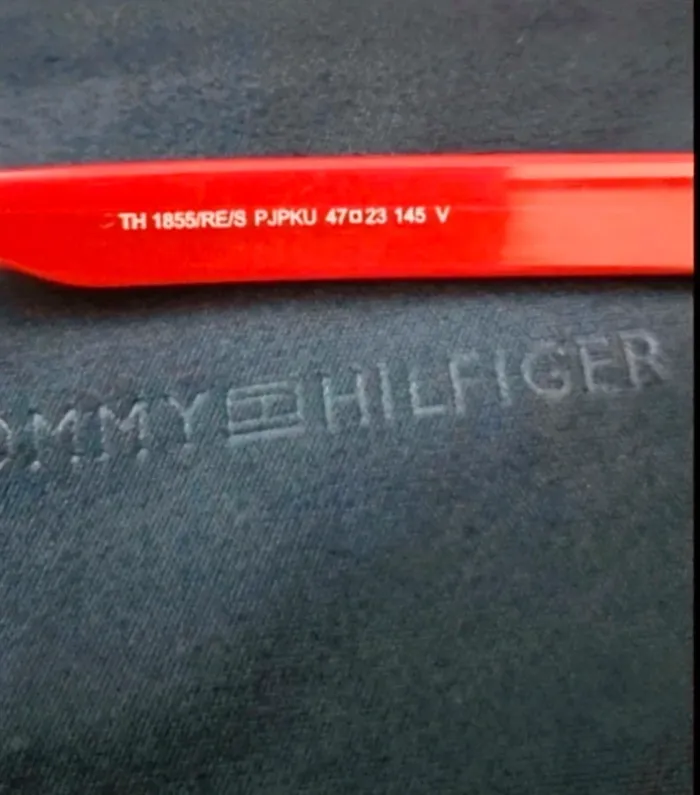 TH 1855/RE/S PJPKU 47□23 145 V
OMMY HILFIGER